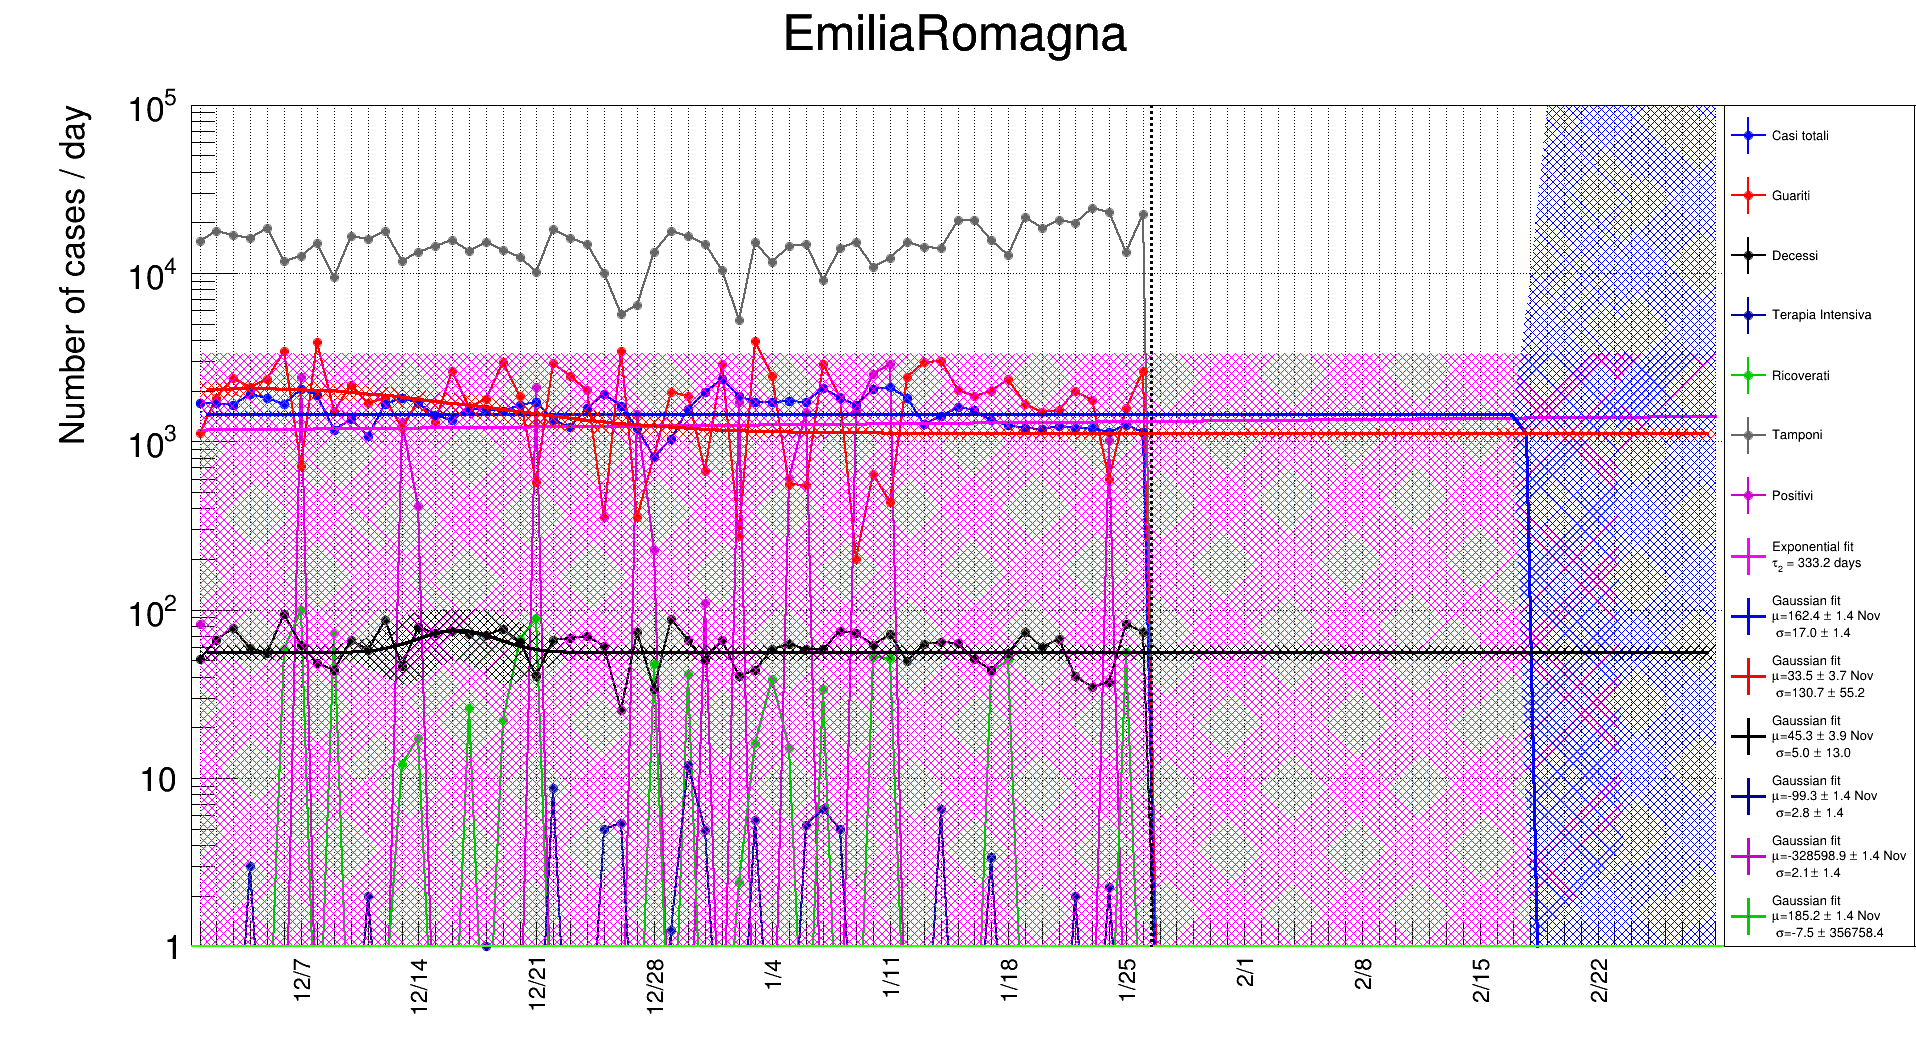 EmiliaRomagna
Number of cases / day
10^5
10^4
10^3
10^2
10
1
12/7
12/14
12/21
12/28
1/4
1/11
1/18
1/25
2/1
2/8
2/15
2/22
Casi totali
Guariti
Decessi
Terapia Intensiva
Ricoverati
Tamponi
Positivi
Exponential fit
τ2 = 333.2 days
Gaussian fit
μ=162.4 ± 1.4 Nov
σ=17.0 ± 1.4
Gaussian fit
μ=33.5 ± 3.7 Nov
σ=130.7 ± 55.2
Gaussian fit
μ=45.3 ± 3.9 Nov
σ=5.0 ± 13.0
Gaussian fit
μ=-99.3 ± 1.4 Nov
σ=2.8 ± 1.4
Gaussian fit
μ=-328598.9 ± 1.4 Nov
σ=2.1± 1.4
Gaussian fit
μ=185.2 ± 1.4 Nov
σ=-7.5 ± 356758.4